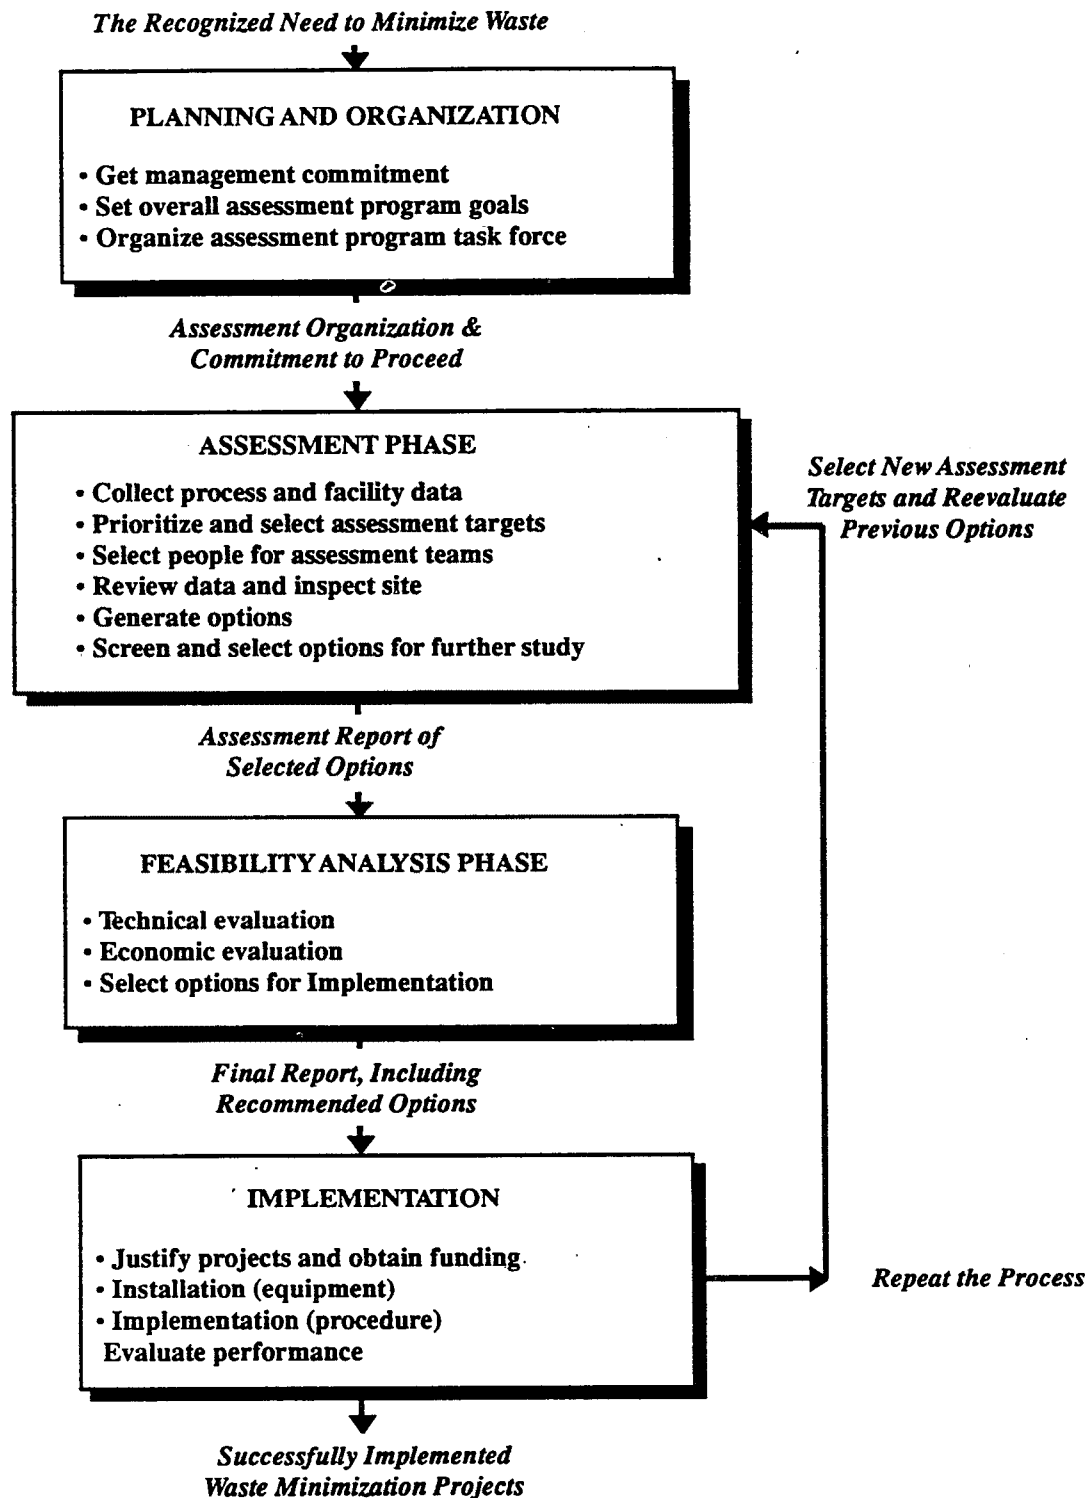 The Recognized Need to Minimize Waste
PLANNING AND ORGANIZATION
• Get management commitment
• Set overall assessment program goals
• Organize assessment program task force
Assessment Organization &
Commitment to Proceed
ASSESSMENT PHASE
• Collect process and facility data
• Prioritize and select assessment targets
• Select people for assessment teams
• Review data and inspect site
• Generate options
• Screen and select options for further study
Select New Assessment
Targets and Reevaluate
Previous Options
Assessment Report of
Selected Options
FEASIBILITY ANALYSIS PHASE
• Technical evaluation
• Economic evaluation
• Select options for Implementation
Final Report, Including
Recommended Options
IMPLEMENTATION
• Justify projects and obtain funding
• Installation (equipment)
• Implementation (procedure)
Evaluate performance
Repeat the Process
Successfully Implemented
Waste Minimization Projects